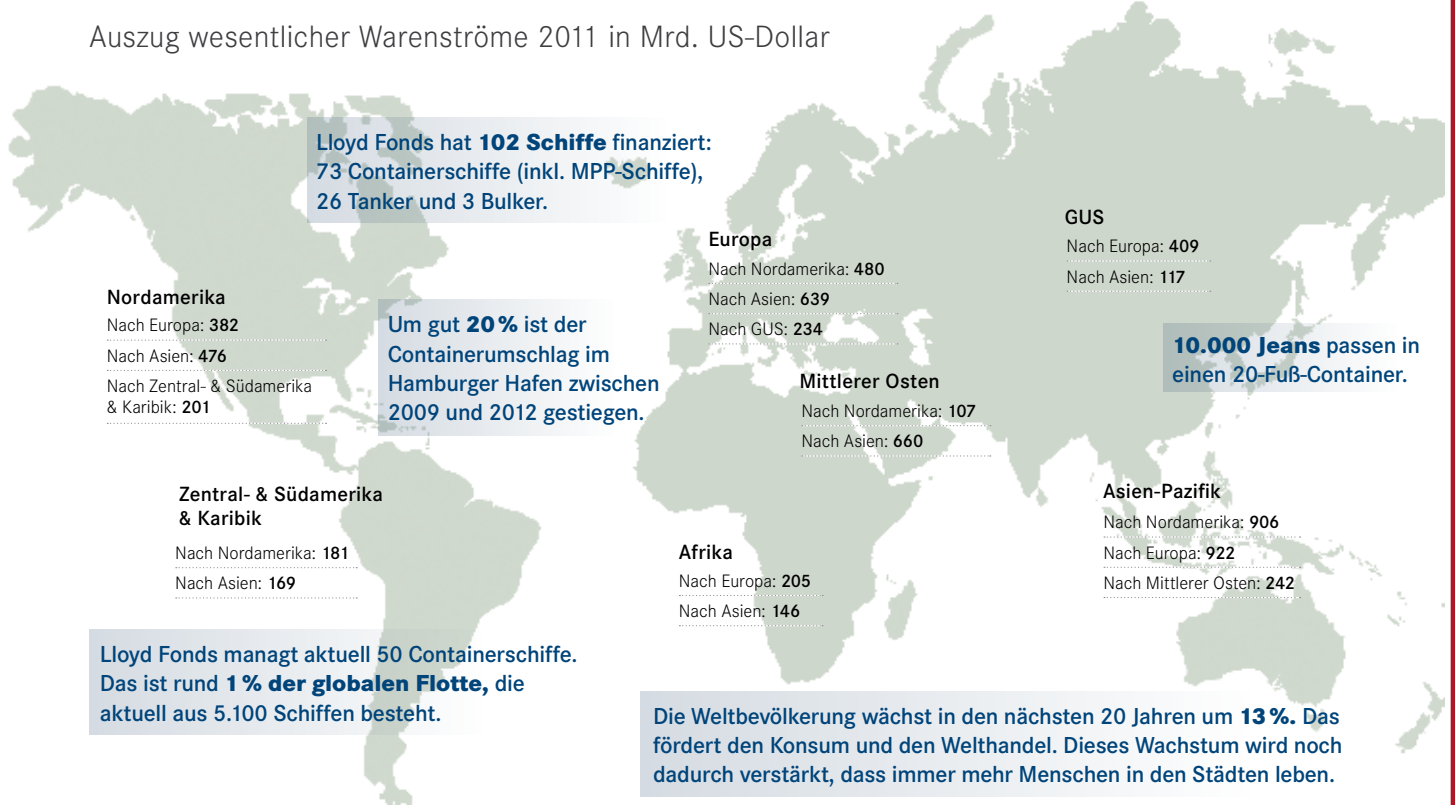 Auszug wesentlicher Warenströme 2011 in Mrd. US-Dollar
Lloyd Fonds hat 102 Schiffe finanziert:
73 Containerschiffe (inkl. MPP-Schiffe),
26 Tanker und 3 Bulker.
GUS
Nach Europa: 409
Nach Asien: 117
Europa
Nach Nordamerika: 480
Nach Asien: 639
Nach GUS: 234
Nordamerika
Nach Europa: 382
Nach Asien: 476
Nach Zentral- & Südamerika
& Karibik: 201
Um gut 20 % ist der
Containerumschlag im
Hamburger Hafen zwischen
2009 und 2012 gestiegen.
10.000 Jeans passen in
einen 20-Fuß-Container.
Mittlerer Osten
Nach Nordamerika: 107
Nach Asien: 660
Zentral- & Südamerika
& Karibik
Nach Nordamerika: 181
Nach Asien: 169
Afrika
Nach Europa: 205
Nach Asien: 146
Asien-Pazifik
Nach Nordamerika: 906
Nach Europa: 922
Nach Mittlerer Osten: 242
Lloyd Fonds managt aktuell 50 Containerschiffe.
Das ist rund 1 % der globalen Flotte, die
aktuell aus 5.100 Schiffen besteht.
Die Weltbevölkerung wächst in den nächsten 20 Jahren um 13 %. Das
fördert den Konsum und den Welthandel. Dieses Wachstum wird noch
dadurch verstärkt, dass immer mehr Menschen in den Städten leben.